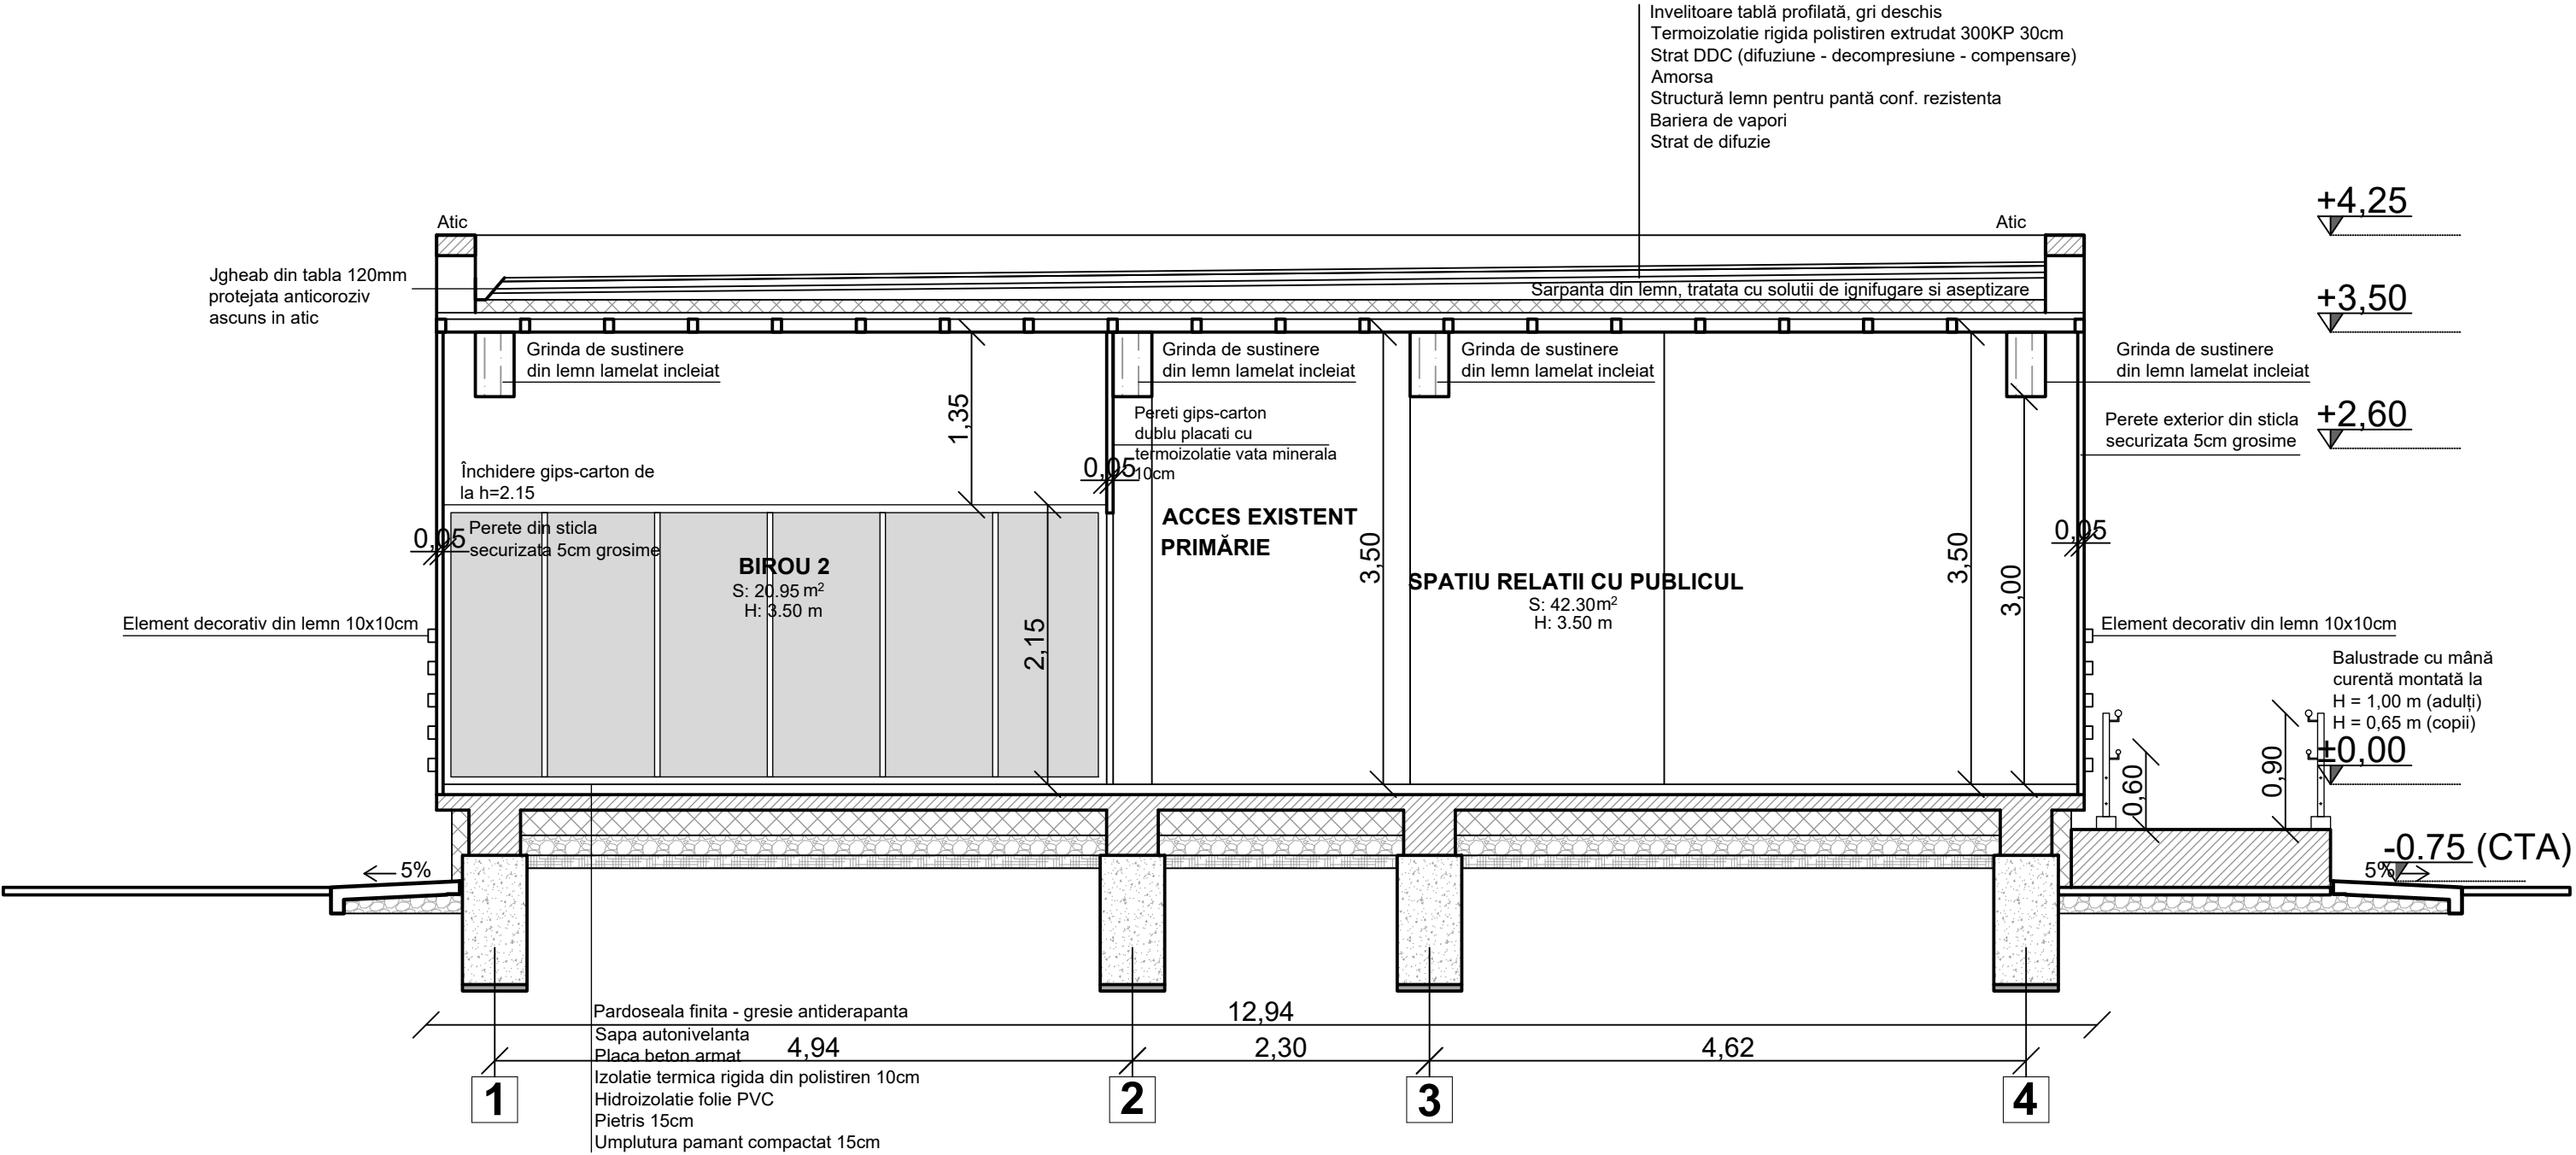 Invelitoare tablă profilată, gri deschis
Termoizolatie rigida polistiren extrudat 300KP 30cm
Strat DDC (difuziune - decompresiune - compensare)
Amorsa
Structură lemn pentru pantă conf. rezistenta
Bariera de vapori
Strat de difuzie
+4,25
Atic
Atic
Jgheab din tabla 120mm
protejata anticoroziv
ascuns in atic
Sarpanta din lemn, tratata cu solutii de ignifugare si aseptizare
+3,50
Grinda de sustinere
din lemn lamelat incleiat
Grinda de sustinere
din lemn lamelat incleiat
Grinda de sustinere
din lemn lamelat incleiat
Grinda de sustinere
din lemn lamelat incleiat
1,35
Pereti gips-carton
dublu placati cu
termoizolatie vata minerala
10cm
0,05
Perete exterior din sticla
securizata 5cm grosime
+2,60
Închidere gips-carton de
la h=2.15
Perete din sticla
securizata 5cm grosime
0,05
BIROU 2
S: 20.95 m²
H: 3.50 m
2,15
ACCES EXISTENT
PRIMĂRIE
3,50
SPATIU RELATII CU PUBLICUL
S: 42.30m²
H: 3.50 m
3,50
3,00
0,05
Element decorativ din lemn 10x10cm
Element decorativ din lemn 10x10cm
Balustrade cu mână
curentă montată la
H = 1,00 m (adulți)
H = 0,65 m (copii)
±0,00
0,60
0,90
-0.75 (CTA)
5%
5%
Pardoseala finita - gresie antiderapanta
Sapa autonivelanta
Placa beton armat
Izolatie termica rigida din polistiren 10cm
Hidroizolatie folie PVC
Pietris 15cm
Umplutura pamant compactat 15cm
12,94
4,94
2,30
4,62
1
2
3
4